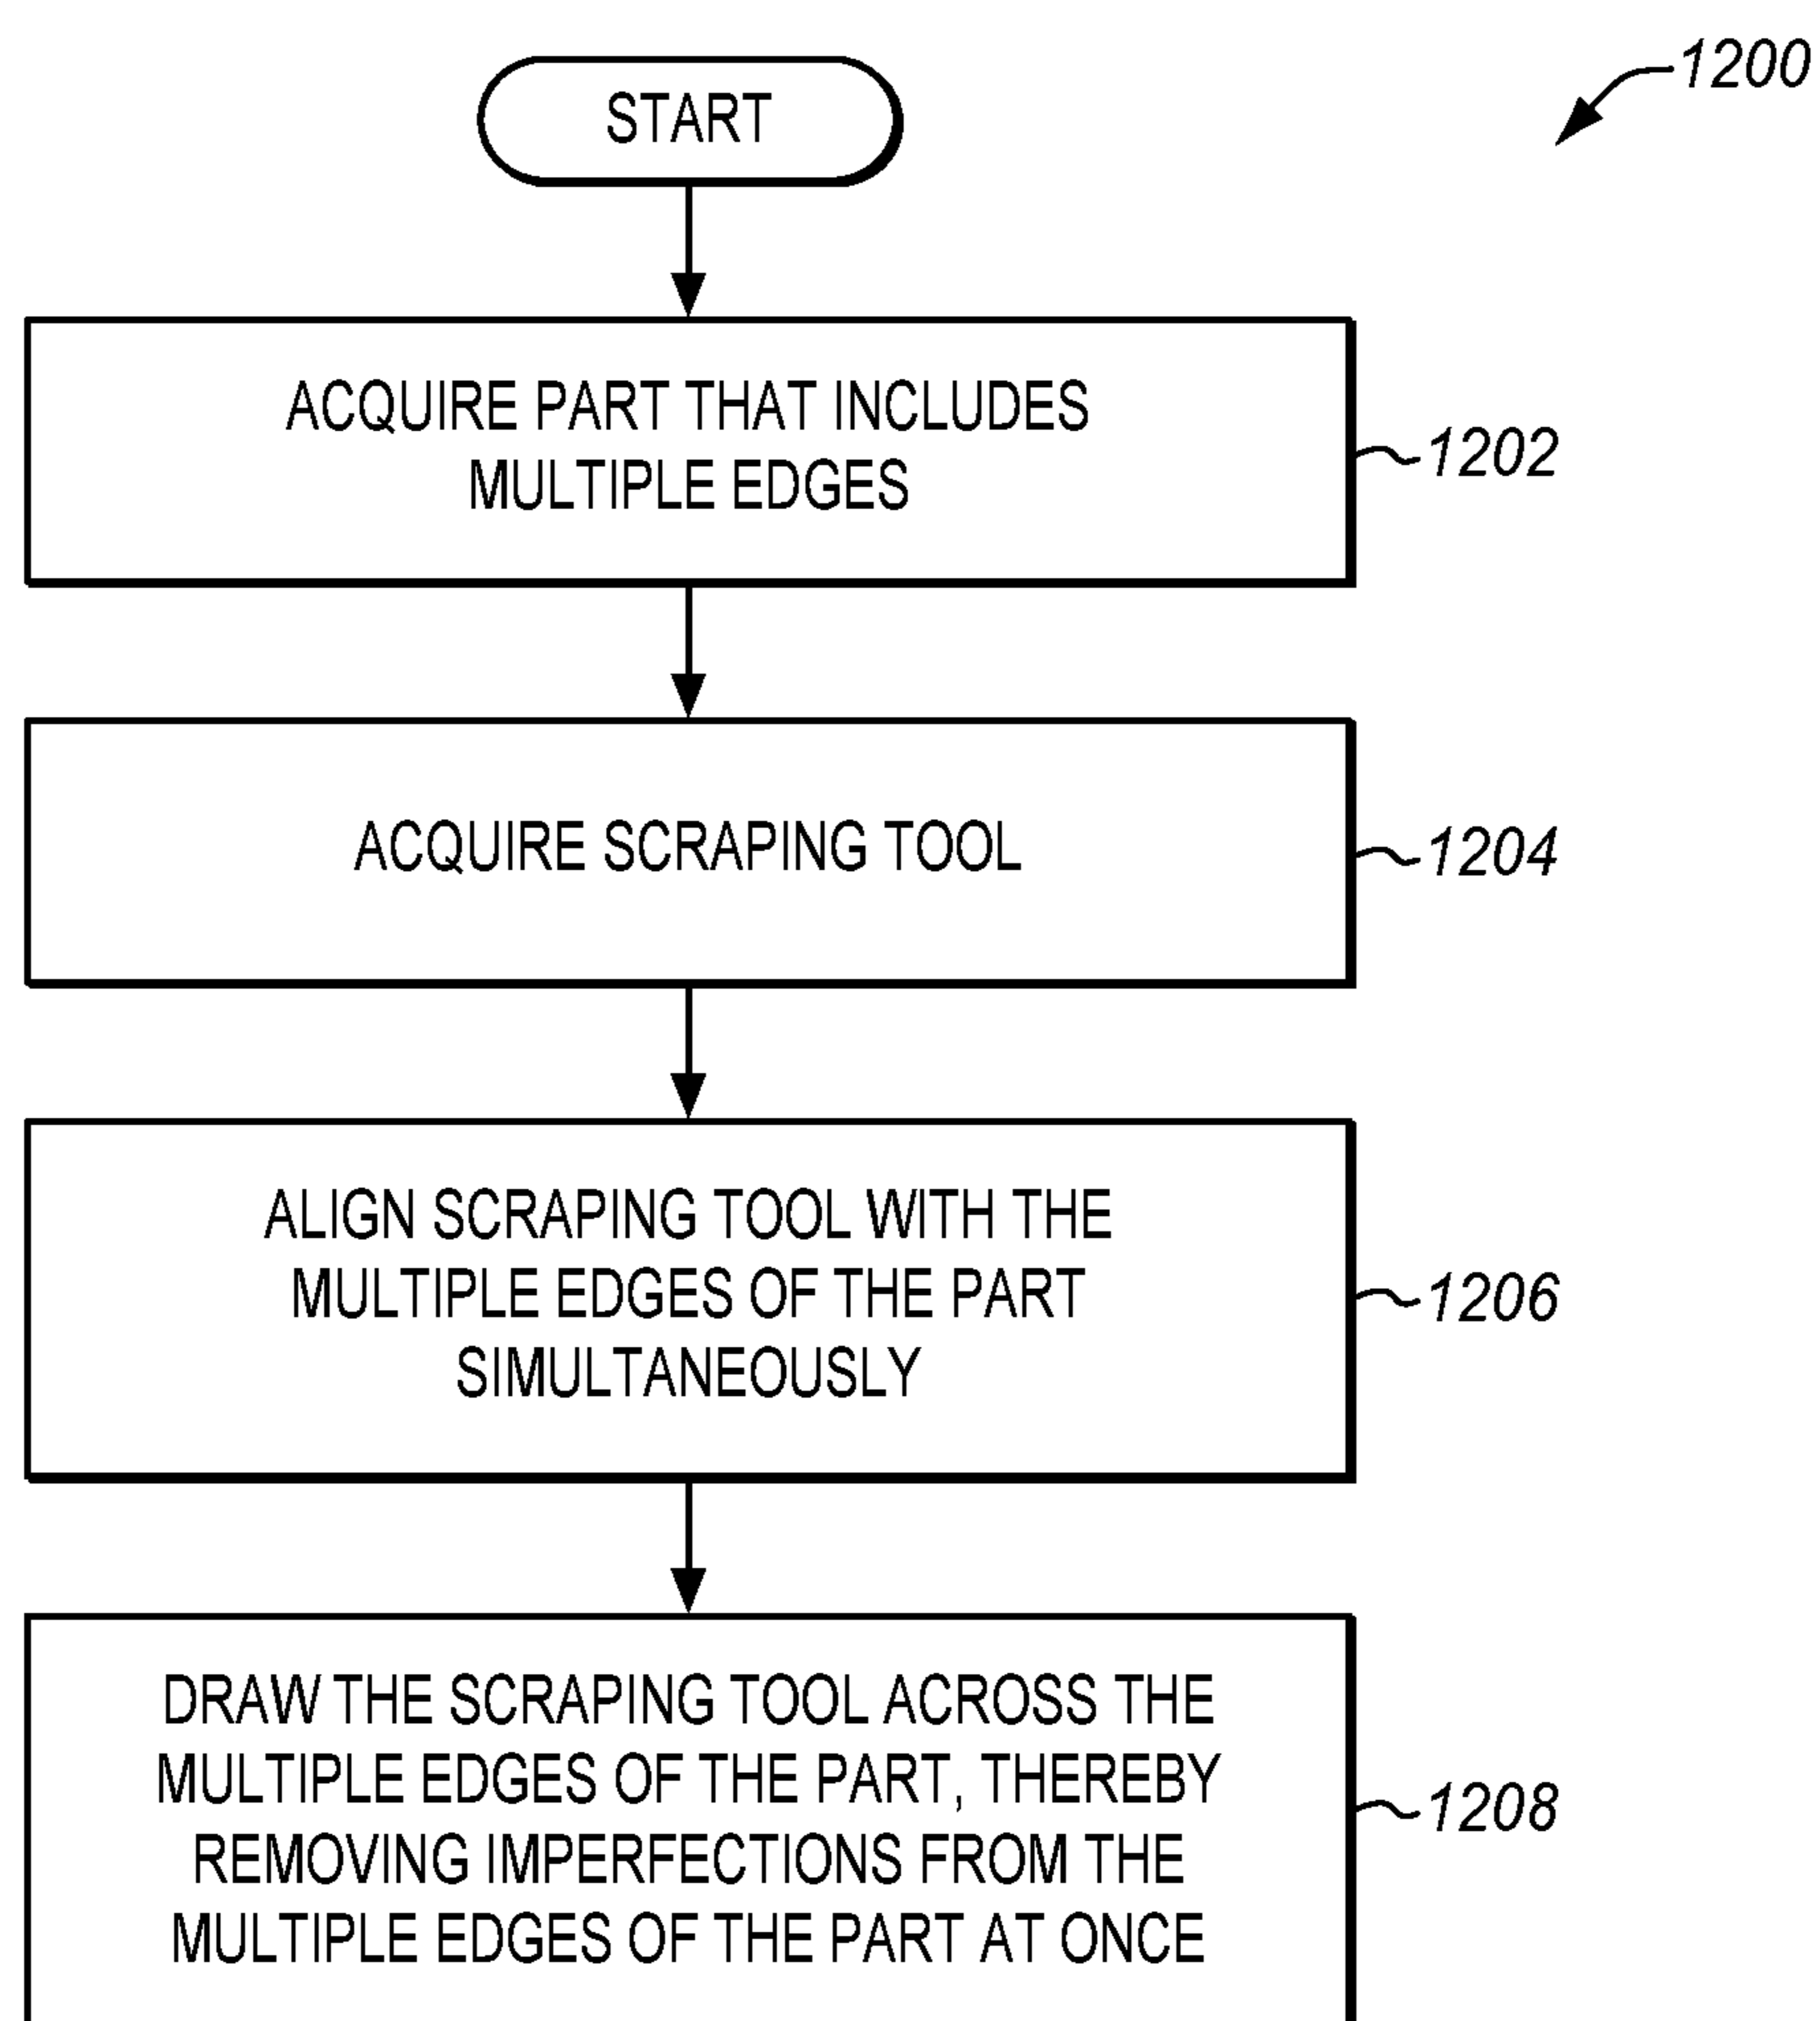 START
1200
ACQUIRE PART THAT INCLUDES
MULTIPLE EDGES
1202
ACQUIRE SCRAPING TOOL
1204
ALIGN SCRAPING TOOL WITH THE
MULTIPLE EDGES OF THE PART
SIMULTANEOUSLY
1206
DRAW THE SCRAPING TOOL ACROSS THE
MULTIPLE EDGES OF THE PART, THEREBY
REMOVING IMPERFECTIONS FROM THE
MULTIPLE EDGES OF THE PART AT ONCE
1208